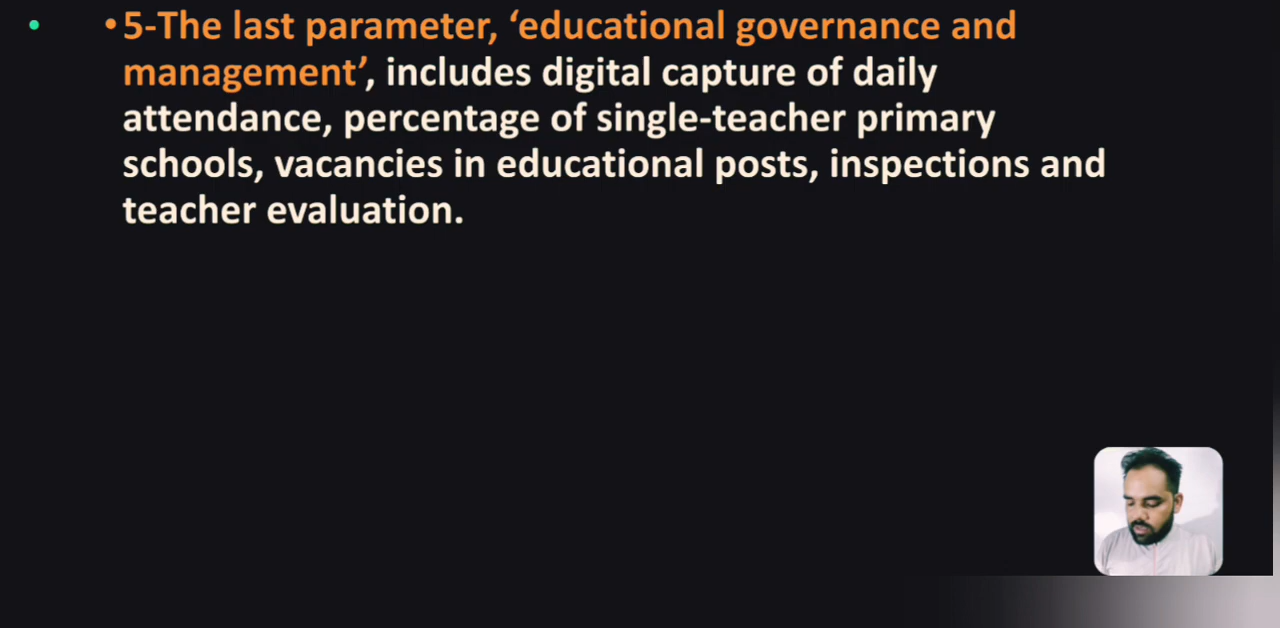 •5-The last parameter, ‘educational governance and
management’, includes digital capture of daily
attendance, percentage of single-teacher primary
schools, vacancies in educational posts, inspections and
teacher evaluation.